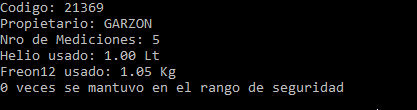 Codigo: 21369
Propietario: GARZON
Nro de Mediciones: 5
Helio usado: 1.00 Lt
Freon12 usado: 1.05 Kg
0 veces se mantuvo en el rango de seguridad